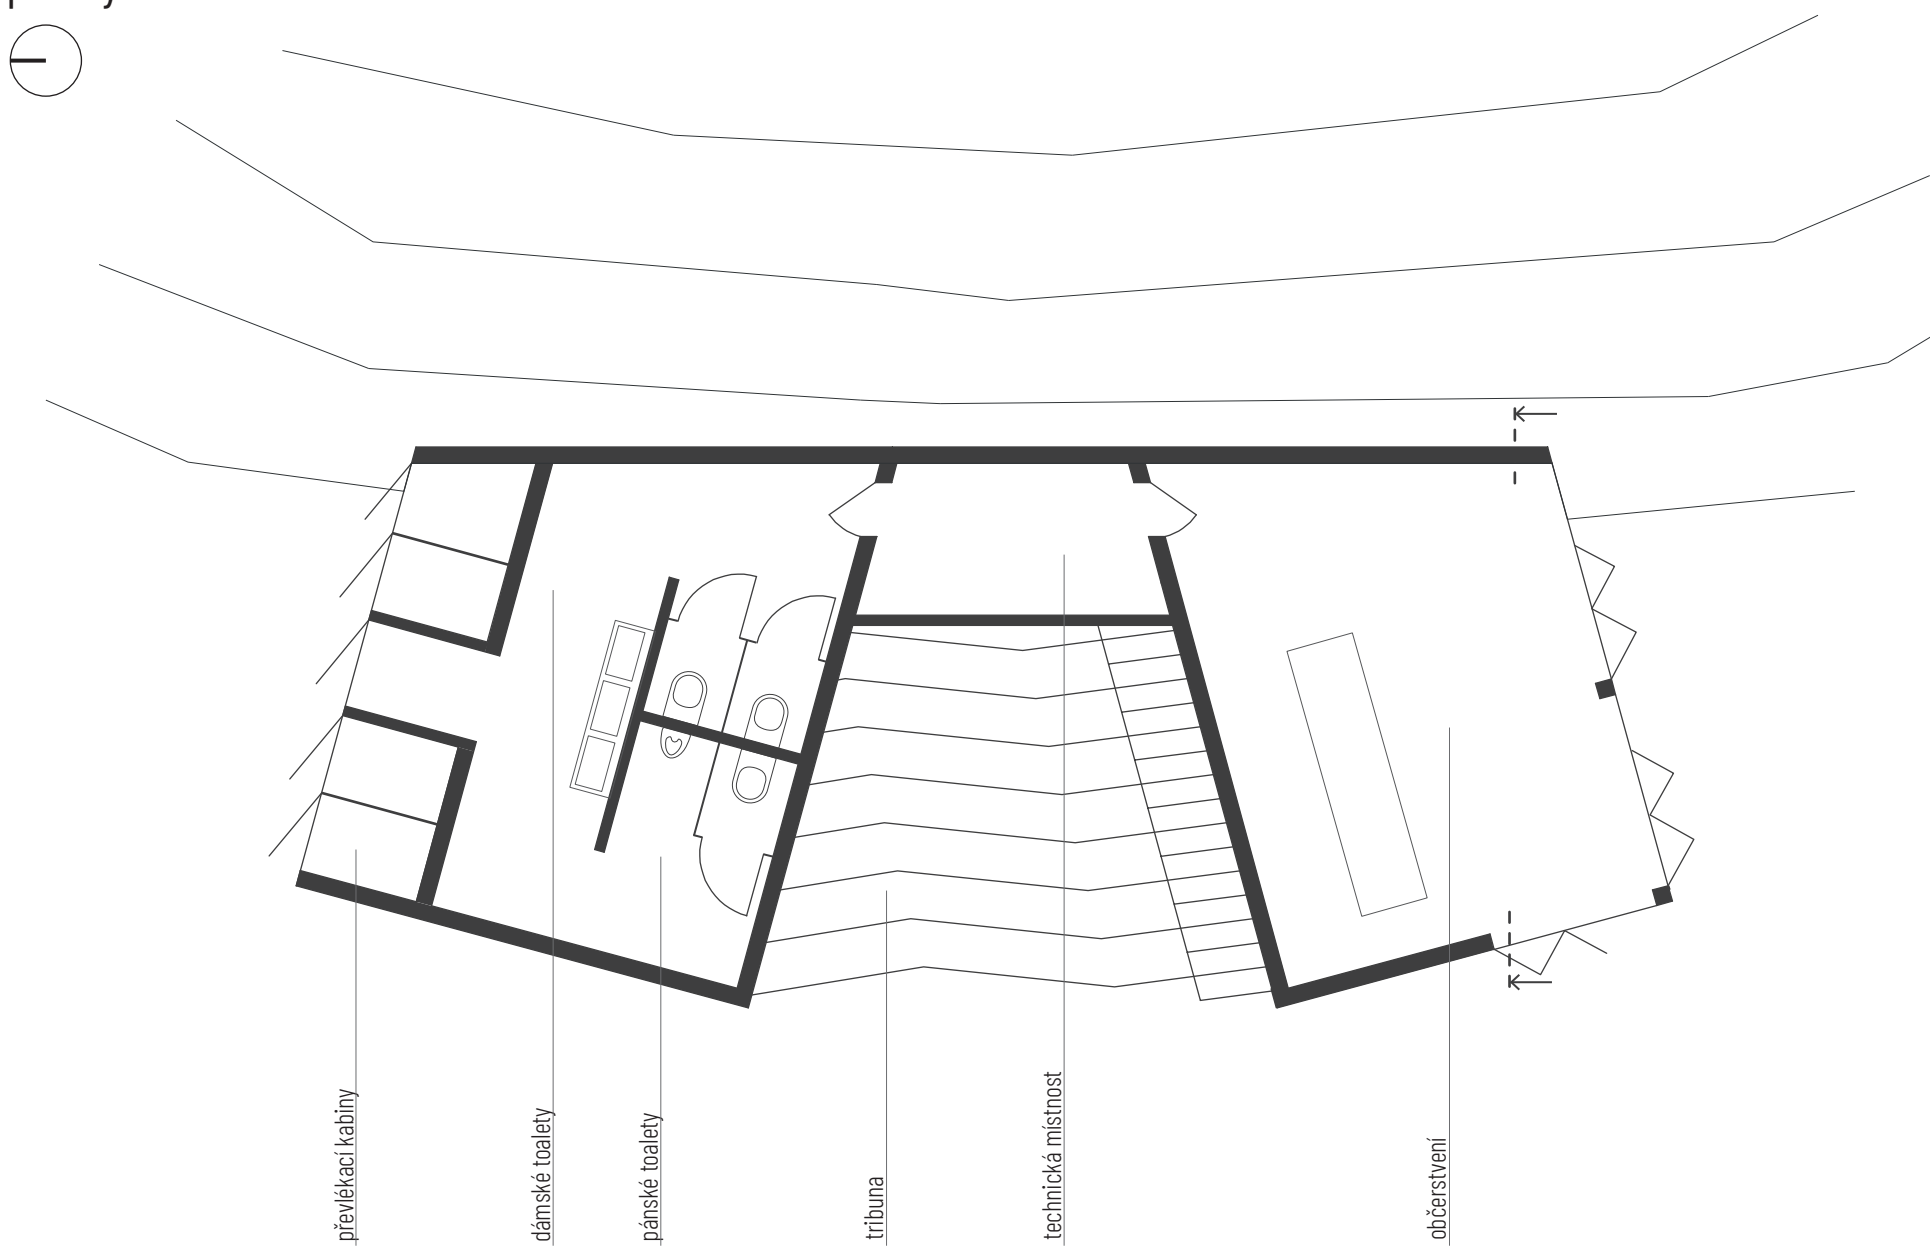 převlékací kabiny
dámské toalety
pánské toalety
tribuna
technická místnost
občerstvení